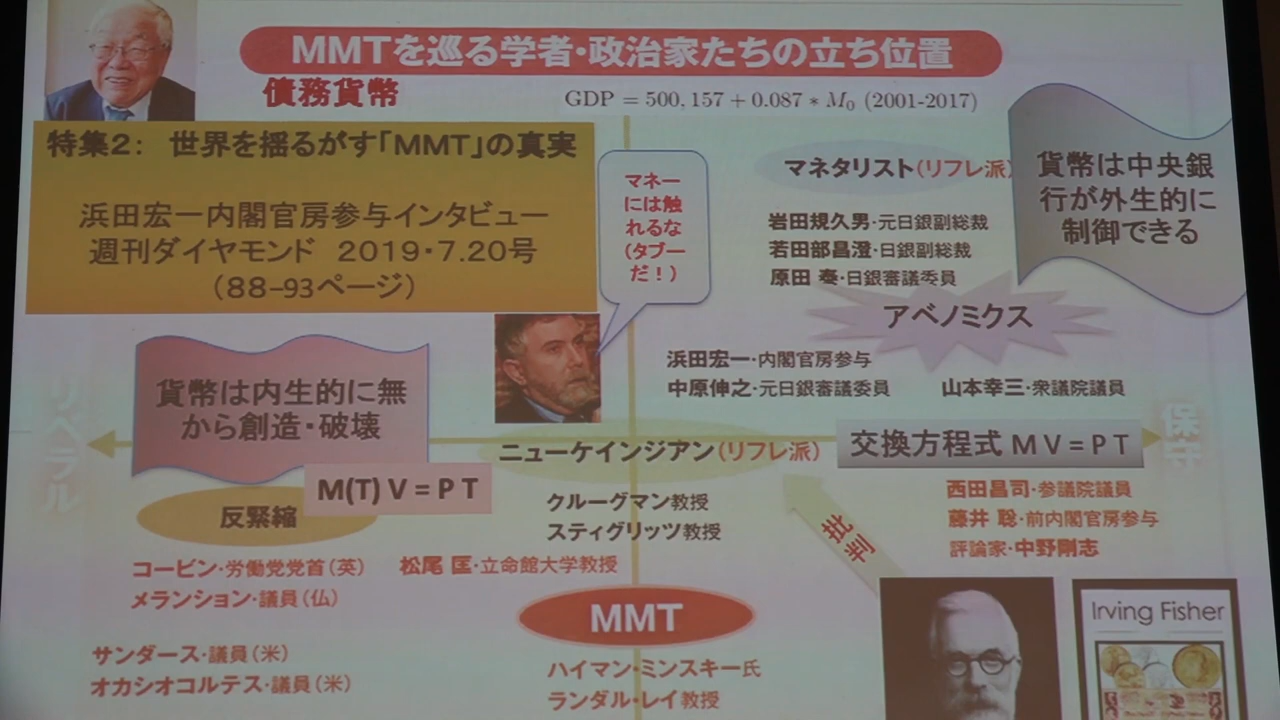 MMTを巡る学者・政治家たちの立ち位置
債務貨幣
GDP = 500,157 + 0.087 * M₀ (2001-2017)
特集2： 世界を揺るがす「MMT」の真実
浜田宏一内閣官房参与インタビュー
週刊ダイヤモンド 2019・7.20号
（88-93ページ）
マネー
には触
れるな
（タブー
だ！）
マネタリスト（リフレ派）
岩田規久男・元日銀副総裁
若田部昌澄・日銀副総裁
原田 泰・日銀審議委員
貨幣は中央銀
行が外生的に
制御できる
アベノミクス
浜田宏一・内閣官房参与
中原伸之・元日銀審議委員
山本幸三・衆議院議員
リベラル
貨幣は内生的に無
から創造・破壊
M(T) V = P T
ニューケインジアン（リフレ派）
交換方程式 M V = P T
保守
反緊縮
クルーグマン教授
スティグリッツ教授
西田昌司・参議院議員
藤井 聡・前内閣官房参与
評論家・中野剛志
批判
コービン・労働党党首（英）
松尾 匡・立命館大学教授
メランション・議員（仏）
MMT
サンダース・議員（米）
オカシオコルテス・議員（米）
ハイマン・ミンスキー氏
ランダル・レイ教授
Irving Fisher